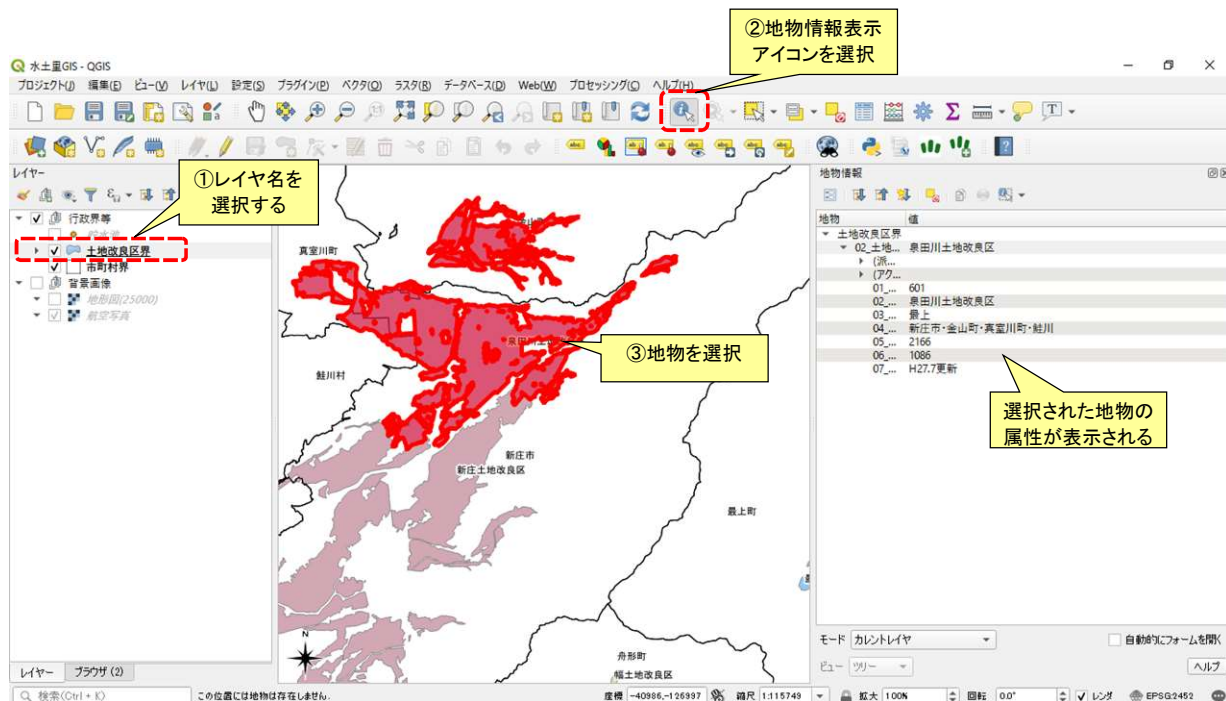 ②地物情報表示
アイコンを選択
水土里GIS - QGIS
プロジェクト(J) 編集(E) ビュー(V) レイヤ(L) 設定(S) プラグイン(P) ベクタ(O) ラスタ(R) データベース(D) Web(W) プロセッシング(C) ヘルプ(H)
レイヤー
①レイヤ名を
選択する
行政界等
貯水池
土地改良区界
市町村界
背景画像
地形図(25000)
航空写真
真室川町
鮭川村
新庄市
新庄土地改良区
最上町
舟形町
幅土地改良区
N
③地物を選択
地物情報
地物 値
土地改良区界
02_土地... 泉田川土地改良区
(派...
(アク...
01_... 601
02_... 泉田川土地改良区
03_... 最上
04_... 新庄市・金山町・真室川町・鮭川
05_... 2166
06_... 1086
07_... H27.7更新
選択された地物の
属性が表示される
モード カレントレイヤ 自動的にフォームを開く
ビュー ツリー ヘルプ
レイヤー ブラウザ (2)
検索(Ctrl + K) この位置には地物は存在しません. 座標 -40986,-126997 縮尺 1:115749 拡大 100% 回転 0.0° レンダ EPSG:2452